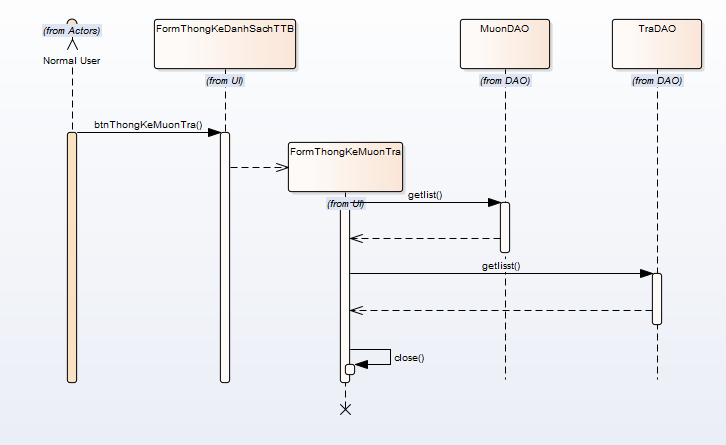 (from Actors)
Normal User
FormThongKeDanhSachTTB
(from UI)
MuonDAO
(from DAO)
TraDAO
(from DAO)
btnThongKeMuonTra()
FormThongKeMuonTra
(from UI)
getlist()
getlisst()
close()